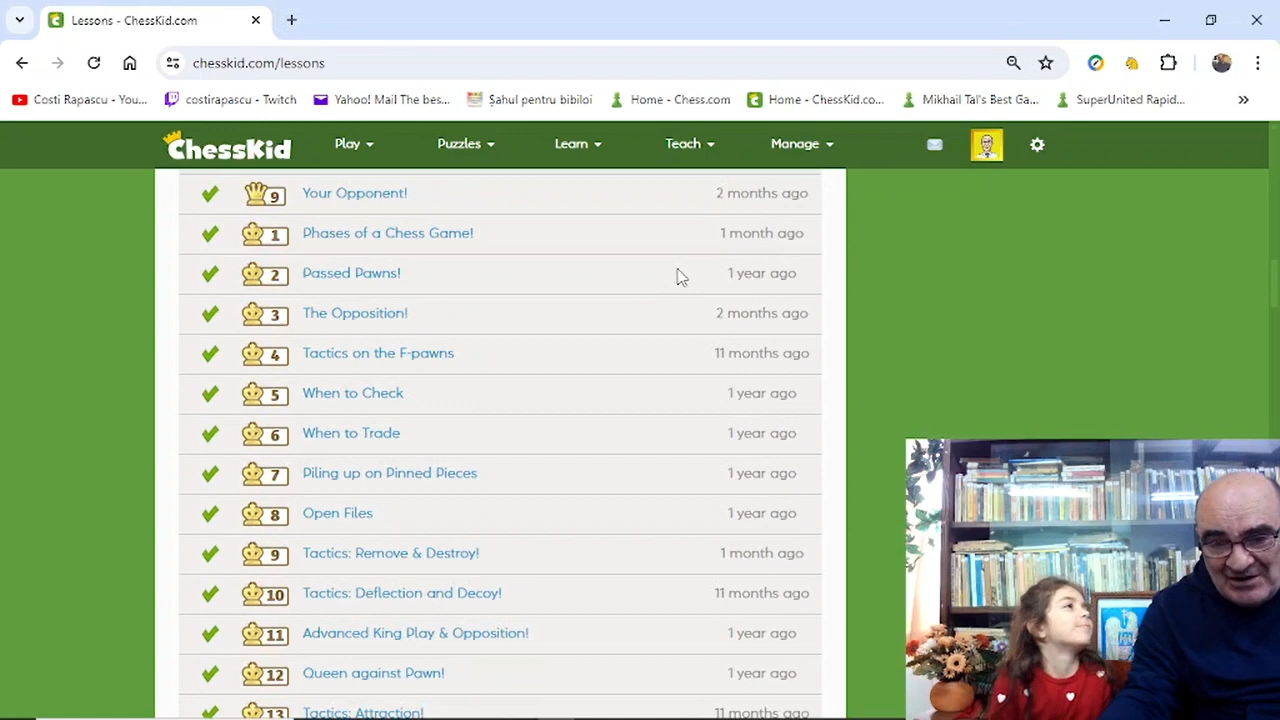 Lessons - ChessKid.com
chesskid.com/lessons
Costi Rapascu - You...
costirapascu - Twitch
Yahoo! Mail The bes...
Șahul pentru bibiloi
Home - Chess.com
Home - ChessKid.co...
Mikhail Tal's Best Ga...
SuperUnited Rapid...
ChessKid
Play
Puzzles
Learn
Teach
Manage
9 Your Opponent! 2 months ago
1 Phases of a Chess Game! 1 month ago
2 Passed Pawns! 1 year ago
3 The Opposition! 2 months ago
4 Tactics on the F-pawns 11 months ago
5 When to Check 1 year ago
6 When to Trade 1 year ago
7 Piling up on Pinned Pieces 1 year ago
8 Open Files 1 year ago
9 Tactics: Remove & Destroy! 1 month ago
10 Tactics: Deflection and Decoy! 11 months ago
11 Advanced King Play & Opposition! 1 year ago
12 Queen against Pawn! 1 year ago
13 Tactics: Attraction! 11 months ago